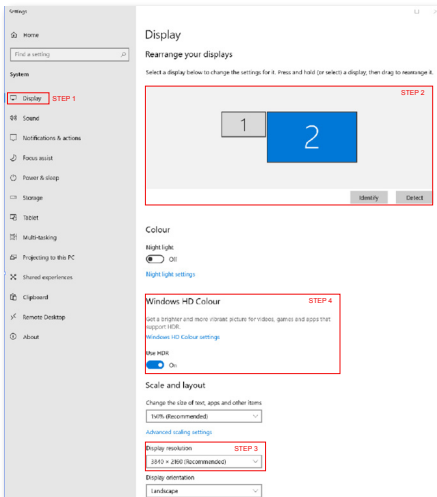 Settings
Home
Find a setting
System
Display STEP 1
Sound
Notifications & actions
Focus assist
Power & sleep
Storage
Tablet
Multi-tasking
Projecting to this PC
Shared experiences
Clipboard
Remote Desktop
About
Display
Rearrange your displays
Select a display below to change the settings for it. Press and hold (or select) a display, then drag to rearrange it.
STEP 2
1
2
Identify Detect
Colour
Night light
Off
Night light settings
Windows HD Colour STEP 4
Get a brighter and more vibrant picture for videos, games and apps that
support HDR.
Windows HD Colour settings
Use HDR
On
Scale and layout
Change the size of text, apps and other items
150% (Recommended)
Advanced scaling settings
Display resolution STEP 3
3840 × 2160 (Recommended)
Display orientation
Landscape